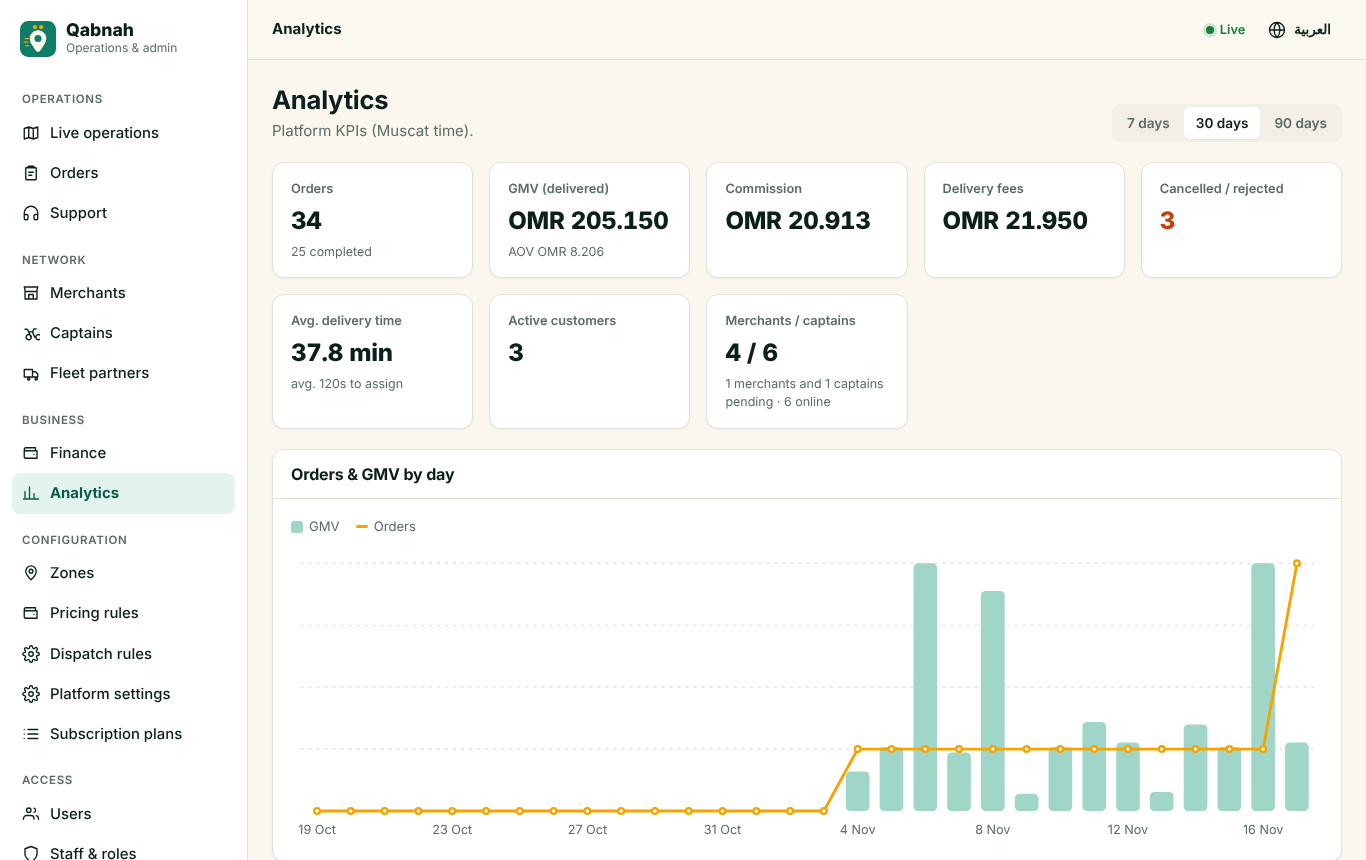 Qabnah
Operations & admin
OPERATIONS
Live operations
Orders
Support
NETWORK
Merchants
Captains
Fleet partners
BUSINESS
Finance
Analytics
CONFIGURATION
Zones
Pricing rules
Dispatch rules
Platform settings
Subscription plans
ACCESS
Users
Staff & roles
Analytics
Live
العربية
Analytics
Platform KPIs (Muscat time).
7 days
30 days
90 days
Orders
34
25 completed
GMV (delivered)
OMR 205.150
AOV OMR 8.206
Commission
OMR 20.913
Delivery fees
OMR 21.950
Cancelled / rejected
3
Avg. delivery time
37.8 min
avg. 120s to assign
Active customers
3
Merchants / captains
4 / 6
1 merchants and 1 captains
pending · 6 online
Orders & GMV by day
GMV
Orders
19 Oct
23 Oct
27 Oct
31 Oct
4 Nov
8 Nov
12 Nov
16 Nov